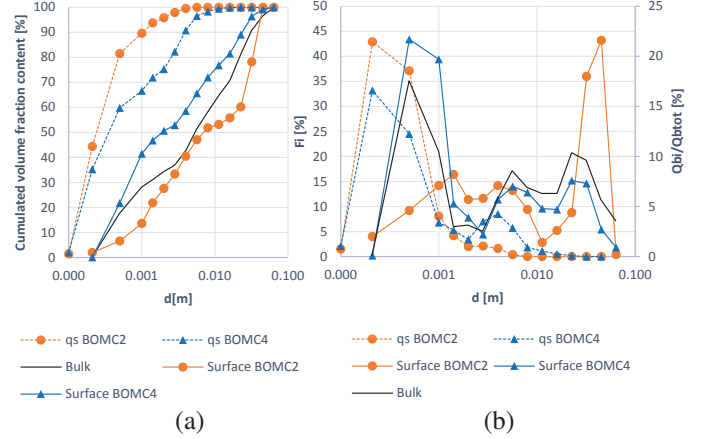 Cumulated volume fraction content [%]
100
90
80
70
60
50
40
30
20
10
0
0.000
0.001
0.010
0.100
d[m]
qs BOMC2
qs BOMC4
Bulk
Surface BOMC2
Surface BOMC4
(a)
Fi [%]
50
45
40
35
30
25
20
15
10
5
0
25
20
15
10
5
0
Qbi/Qbtot [%]
0.000
0.001
0.010
0.100
d [m]
qs BOMC2
qs BOMC4
Surface BOMC2
Surface BOMC4
Bulk
(b)